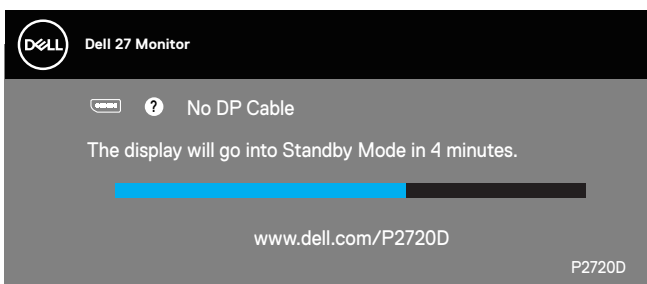 DELL
Dell 27 Monitor
? No DP Cable
The display will go into Standby Mode in 4 minutes.
www.dell.com/P2720D
P2720D